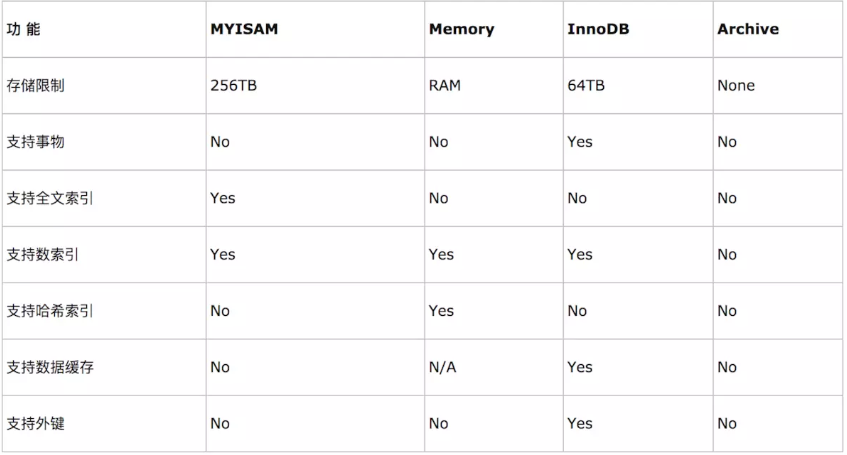 功 能 MYISAM Memory InnoDB Archive
存储限制 256TB RAM 64TB None
支持事物 No No Yes No
支持全文索引 Yes No No No
支持数索引 Yes Yes Yes No
支持哈希索引 No Yes No No
支持数据缓存 No N/A Yes No
支持外键 No No Yes No